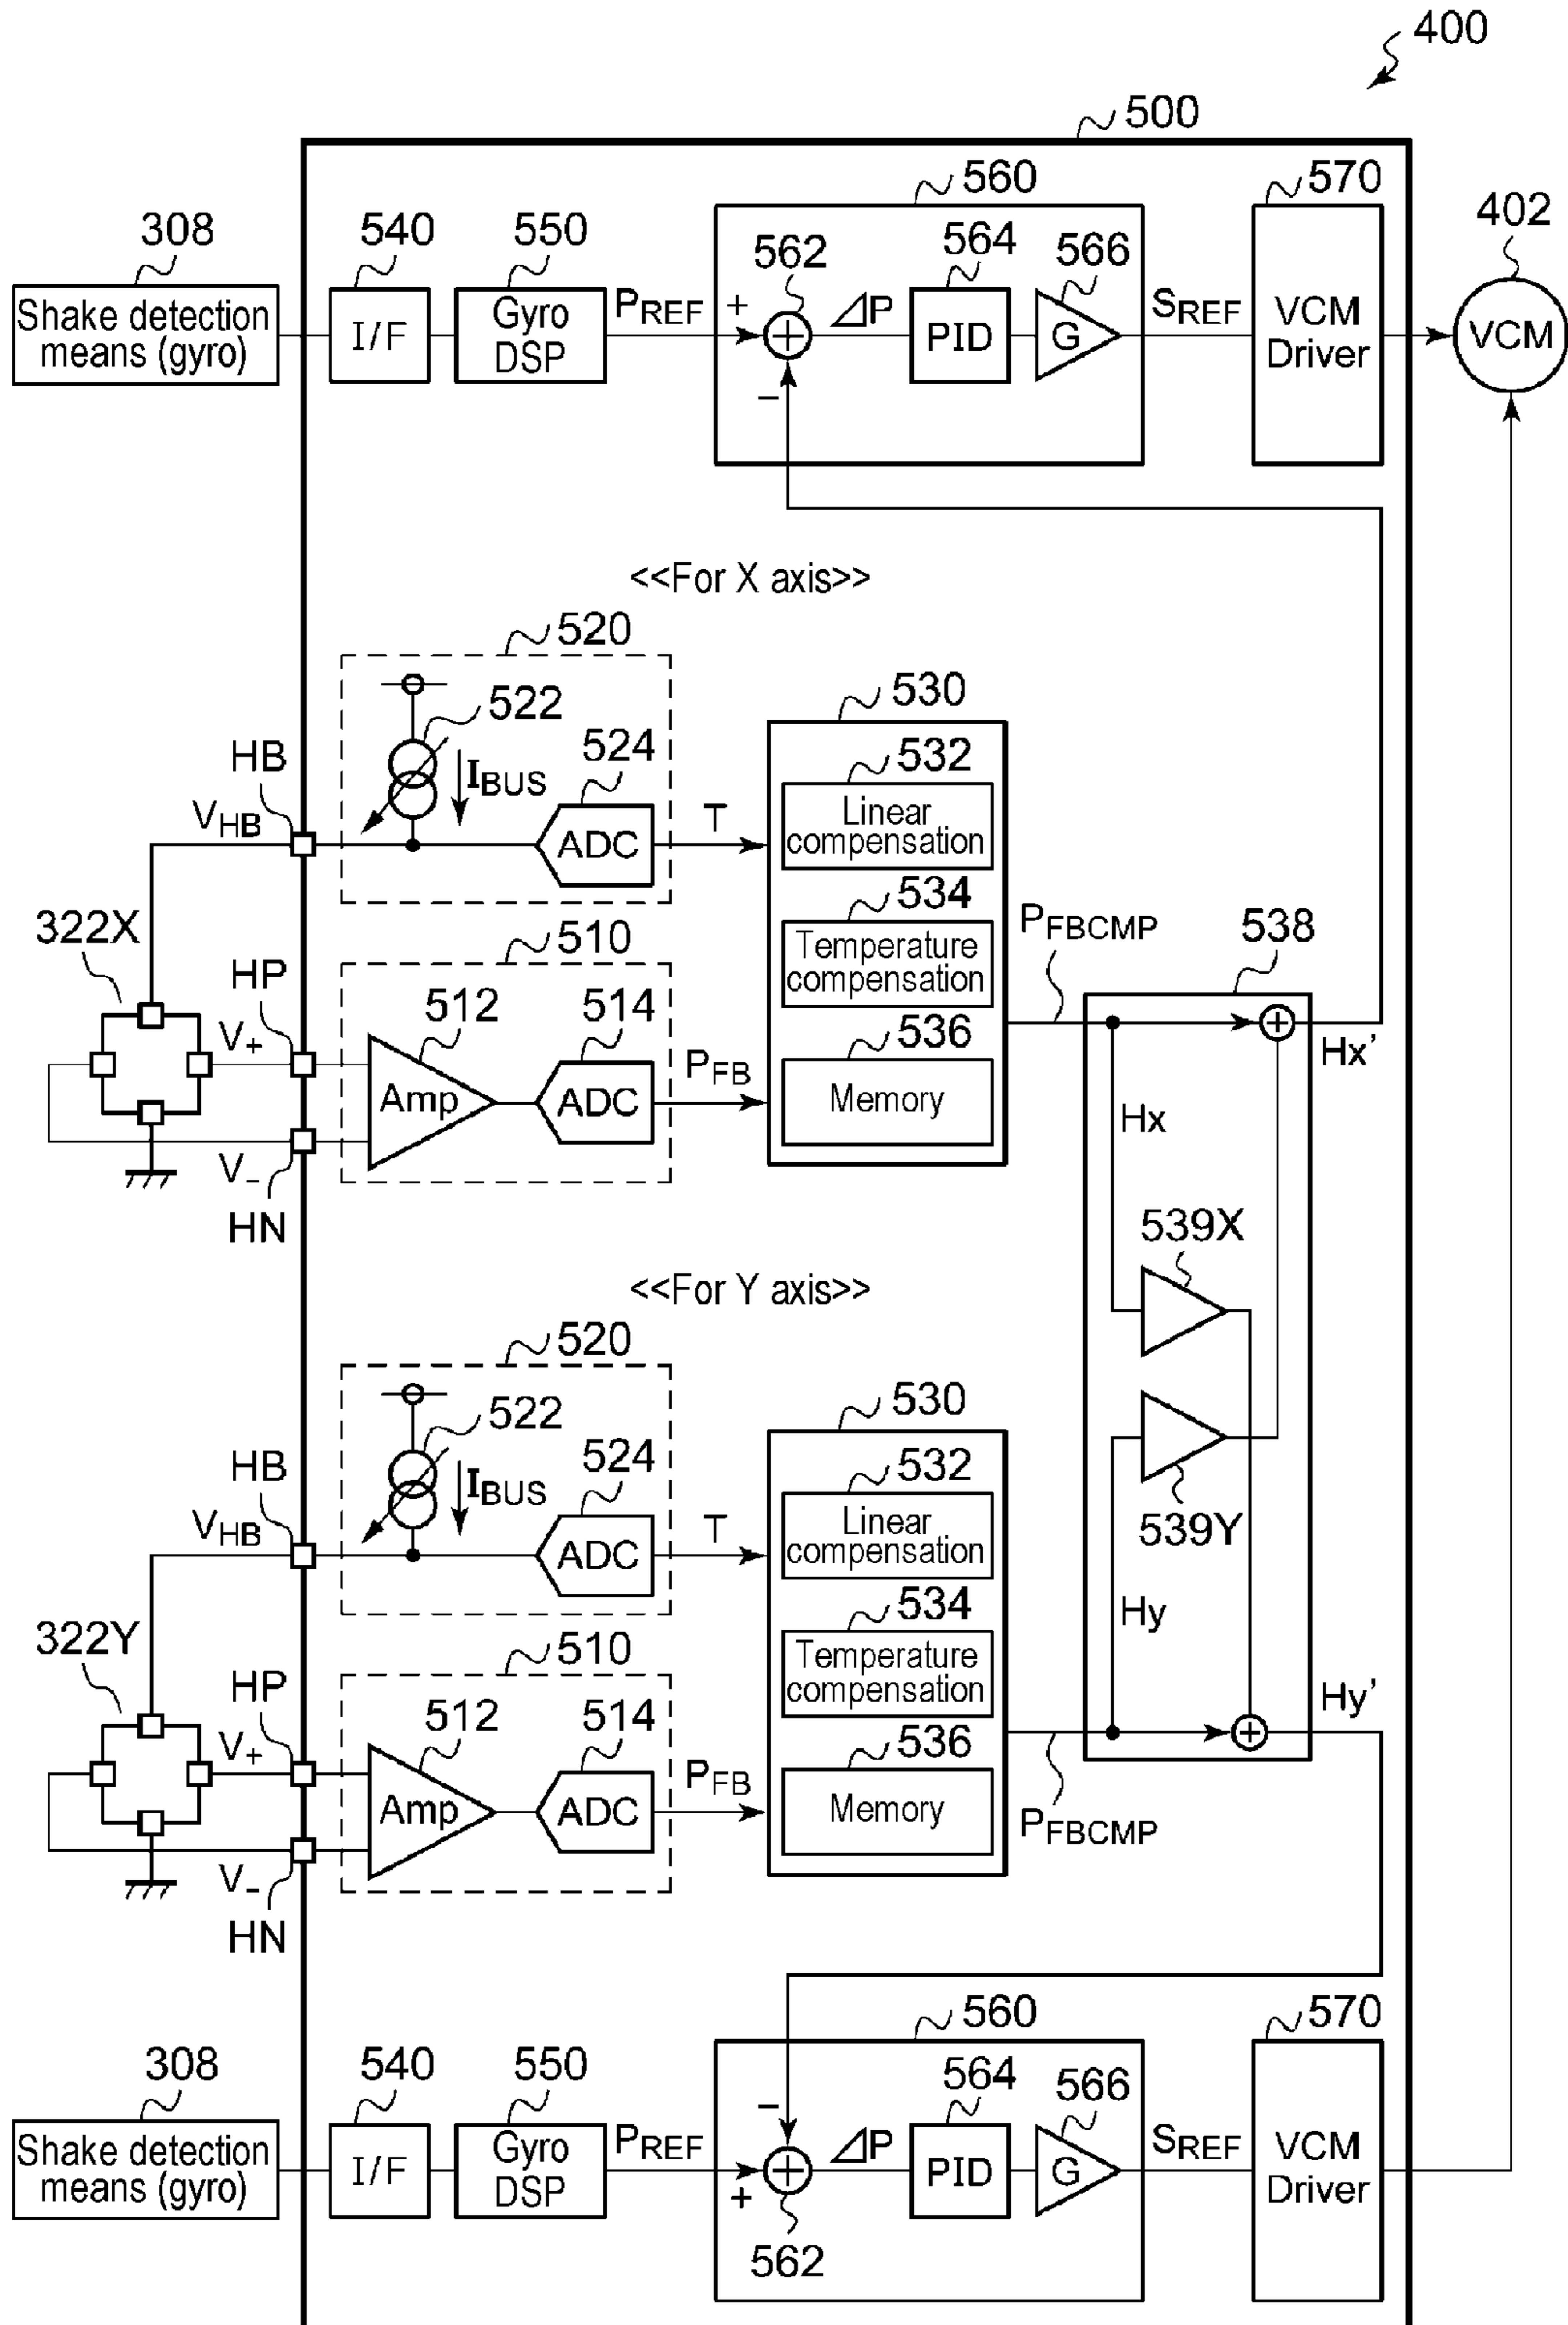 400
500
560
570
402
308
540
550
562
564
566
Shake detection
means (gyro)
I/F
Gyro
DSP
PREF
+
⊿P
PID
G
SREF
VCM
Driver
VCM
−
<<For X axis>>
520
522
530
HB
524
IBUS
532
VHB
ADC
T
Linear
compensation
534
322X
510
PFBCMP
538
HP
Temperature
compensation
512
514
V+
536
Hx'
PFB
Amp
ADC
Memory
Hx
V−
HN
539X
<<For Y axis>>
520
522
530
HB
524
IBUS
532
539Y
VHB
ADC
T
Linear
compensation
534
Hy
322Y
510
HP
Temperature
compensation
Hy'
512
514
V+
536
PFB
Amp
ADC
Memory
PFBCMP
V−
HN
560
570
308
540
550
564
566
−
Shake detection
means (gyro)
I/F
Gyro
DSP
PREF
+
⊿P
PID
G
SREF
VCM
Driver
562